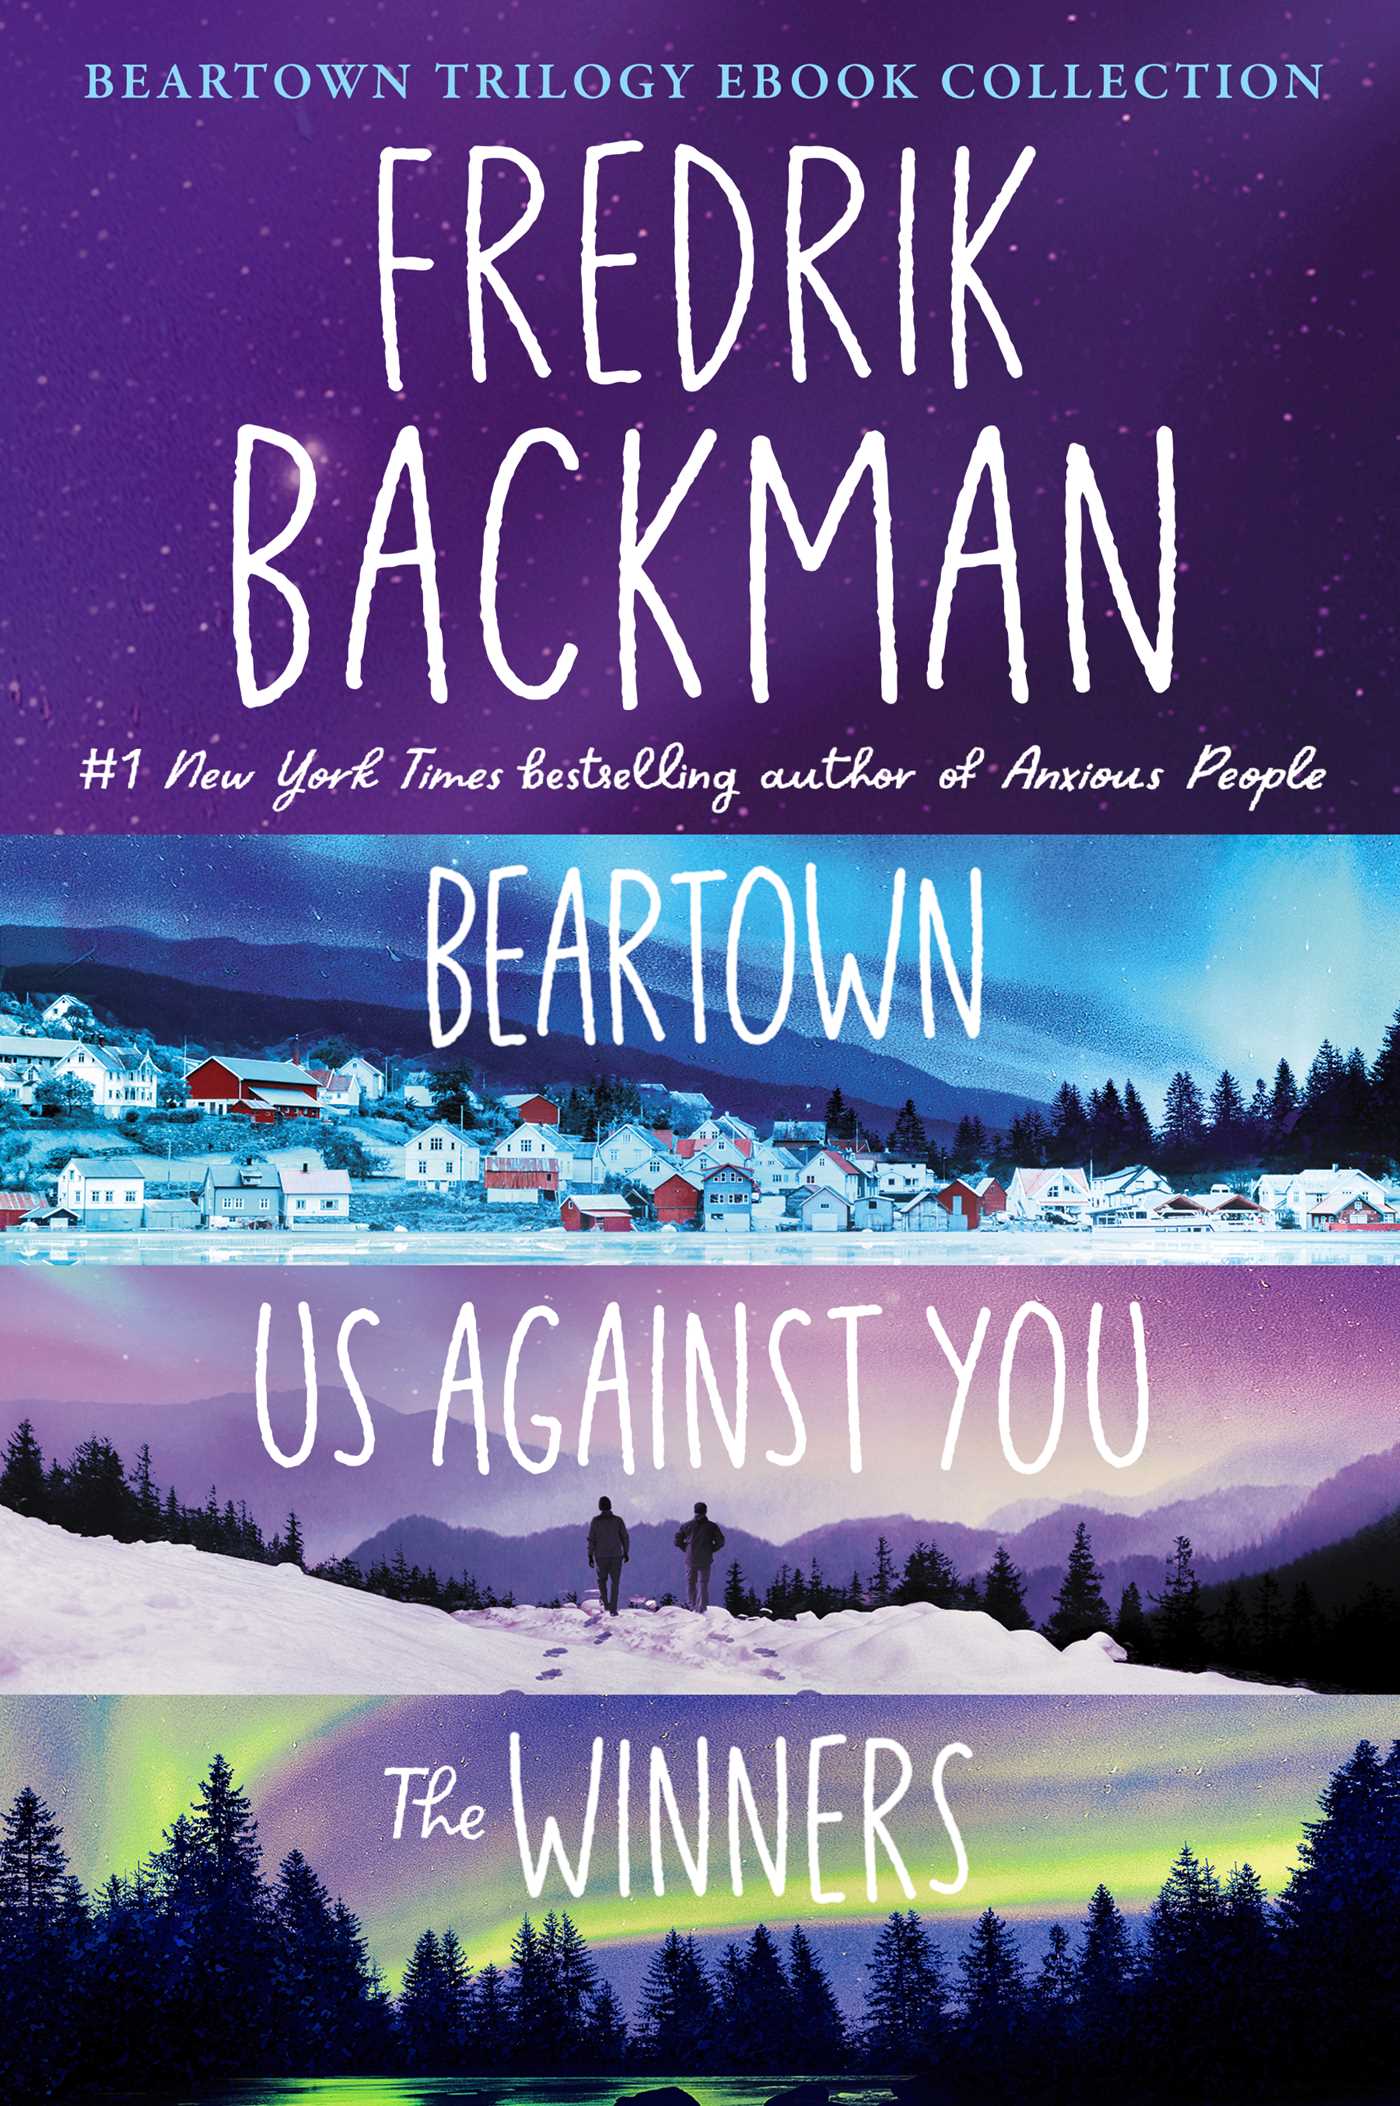 BEARTOWN TRILOGY EBOOK COLLECTION
FREDRIK
BACKMAN
#1 New York Times bestselling author of Anxious People
BEARTOWN
US AGAINST YOU
The WINNERS